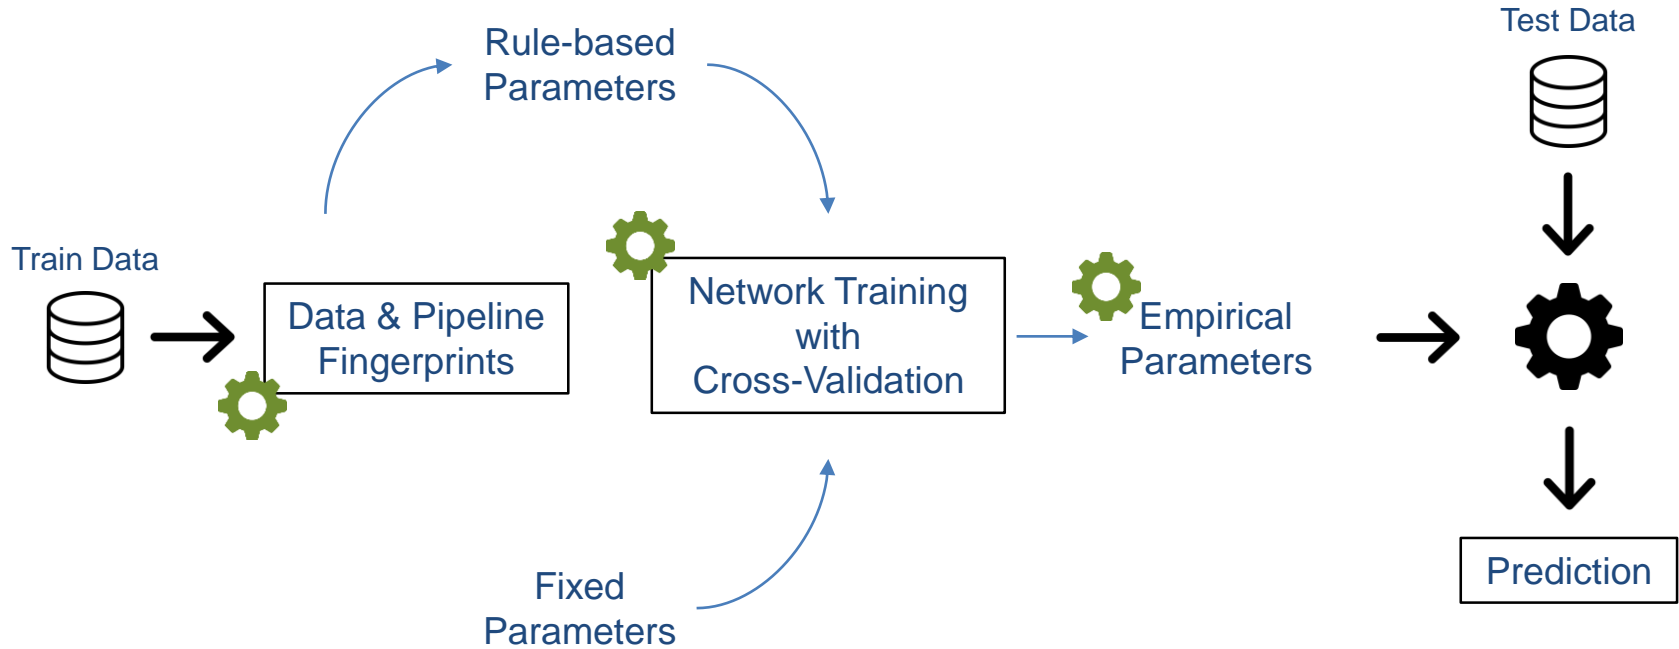 Test Data
Rule-based
Parameters
Train Data
Data & Pipeline
Fingerprints
Network Training
with
Cross-Validation
Empirical
Parameters
Fixed
Parameters
Prediction